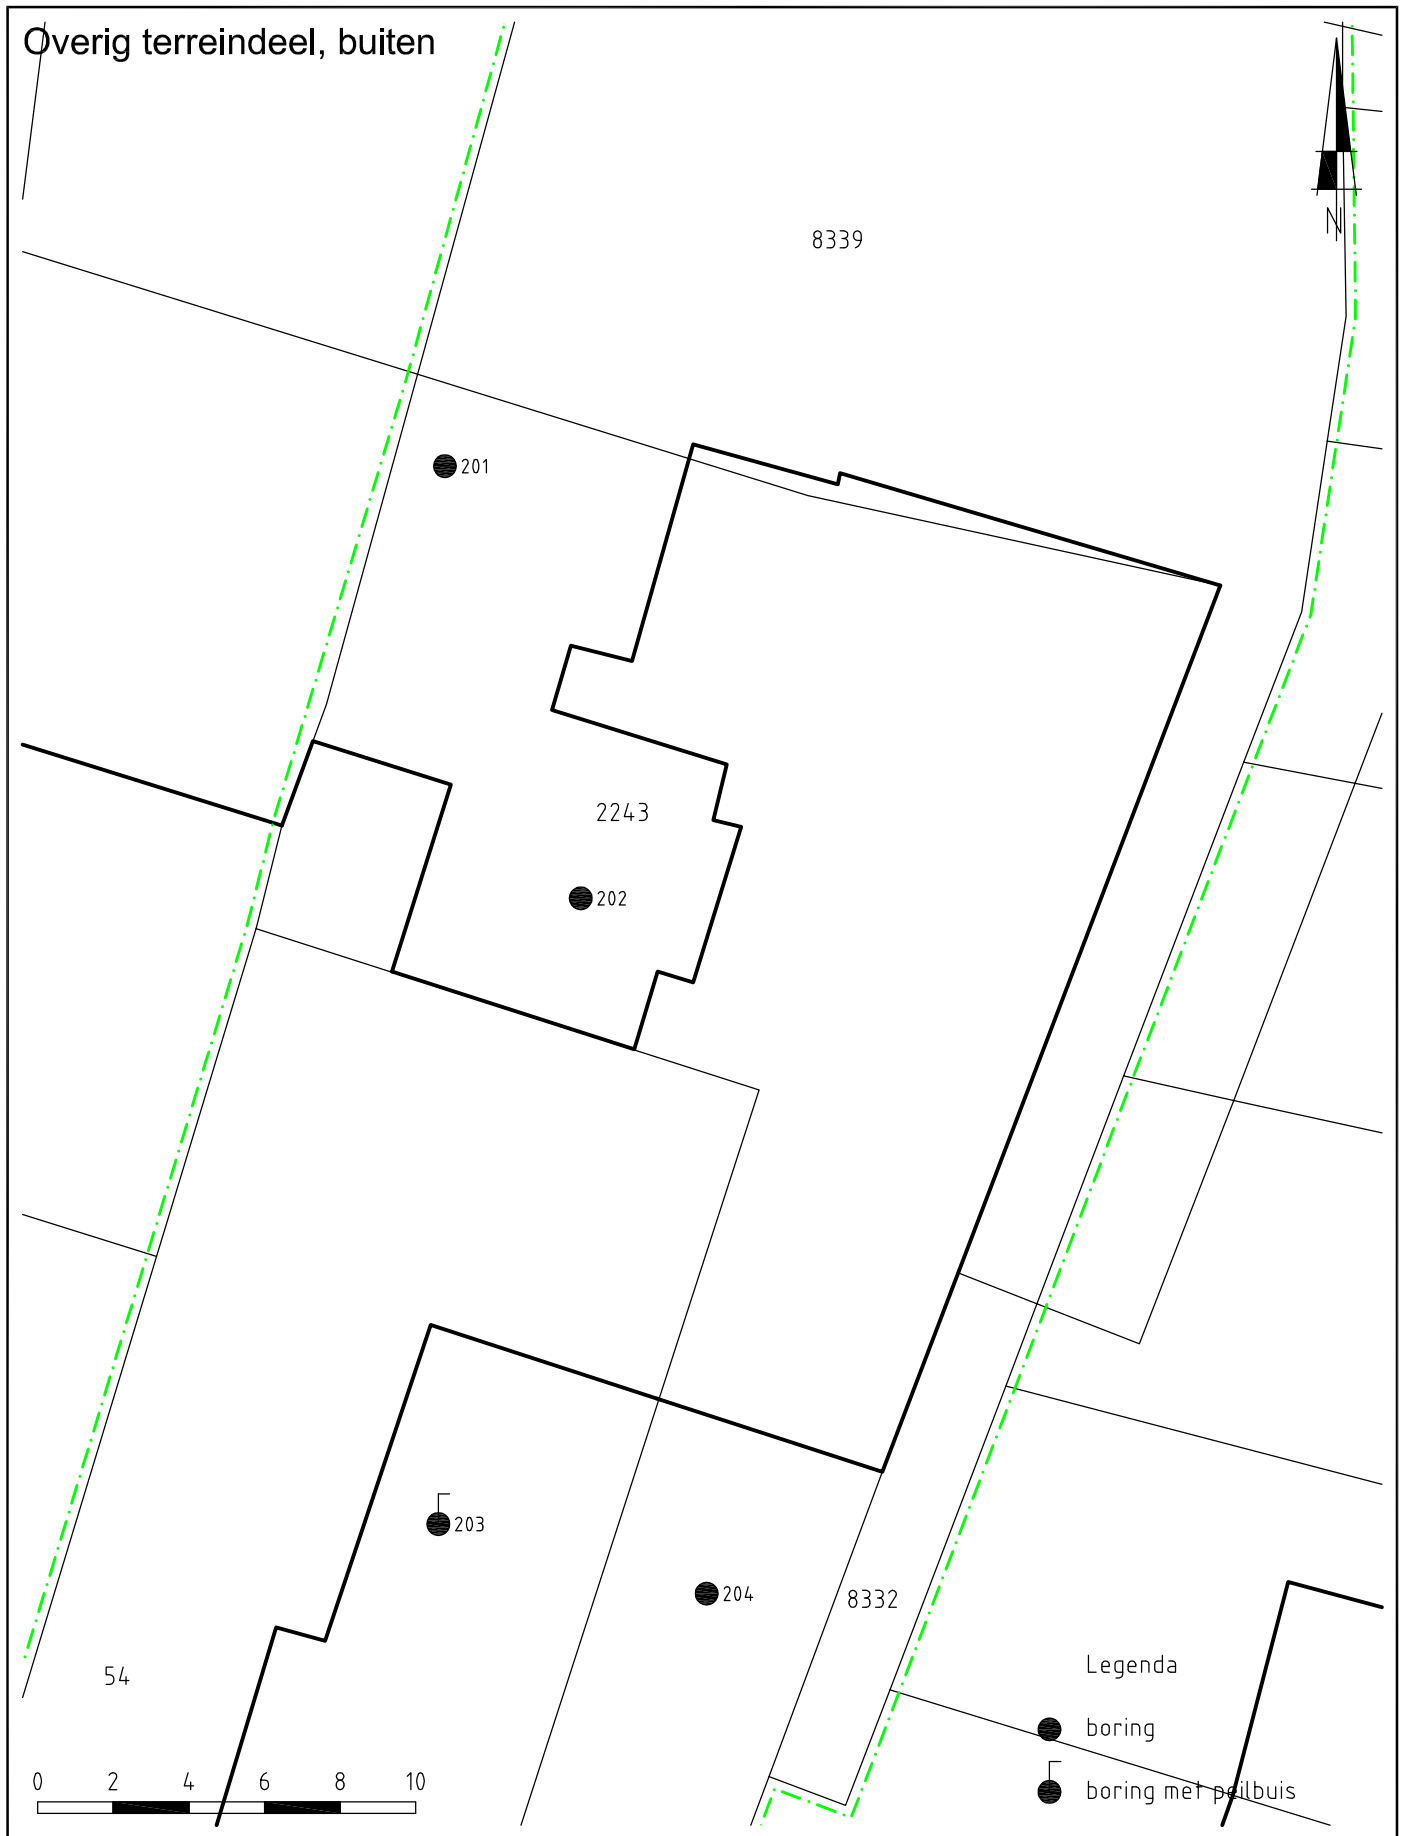 Overig terreindeel, buiten
N
8339
201
2243
202
203
204
8332
54
Legenda
boring
boring met peilbuis
0 2 4 6 8 10